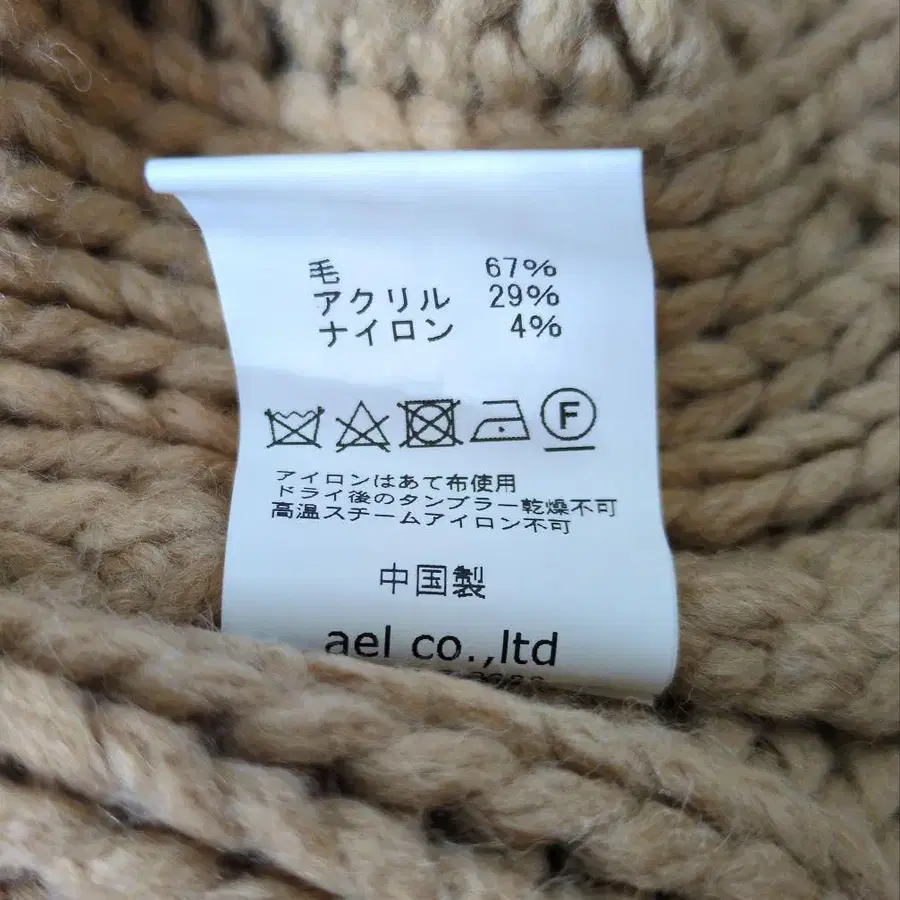 毛 67%
アクリル 29%
ナイロン 4%
F
アイロンはあて布使用
ドライ後のタンブラー乾燥不可
高温スチームアイロン不可
中国製
ael co.,ltd